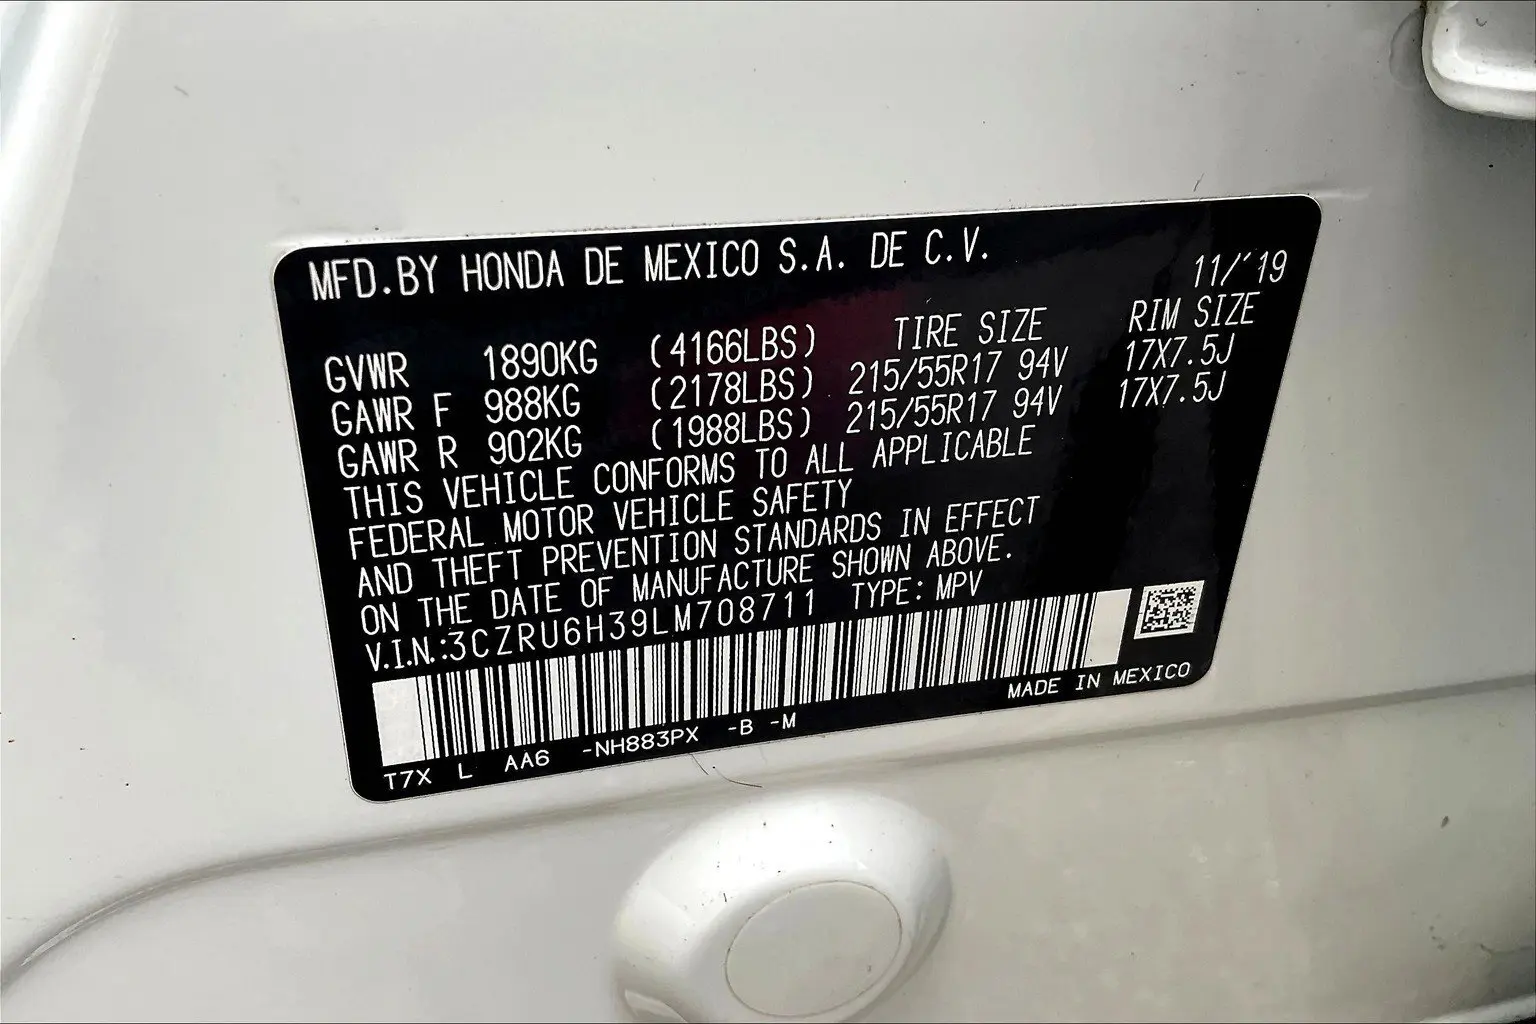 MFD.BY HONDA DE MEXICO S.A. DE C.V.
11/'19
TIRE SIZE RIM SIZE
GVWR 1890KG (4166LBS)
GAWR F 988KG (2178LBS) 215/55R17 94V 17X7.5J
GAWR R 902KG (1988LBS) 215/55R17 94V 17X7.5J
THIS VEHICLE CONFORMS TO ALL APPLICABLE
FEDERAL MOTOR VEHICLE SAFETY
AND THEFT PREVENTION STANDARDS IN EFFECT
ON THE DATE OF MANUFACTURE SHOWN ABOVE.
V.I.N.:3CZRU6H39LM708711 TYPE: MPV
MADE IN MEXICO
T7X L AA6 -NH883PX -B -M